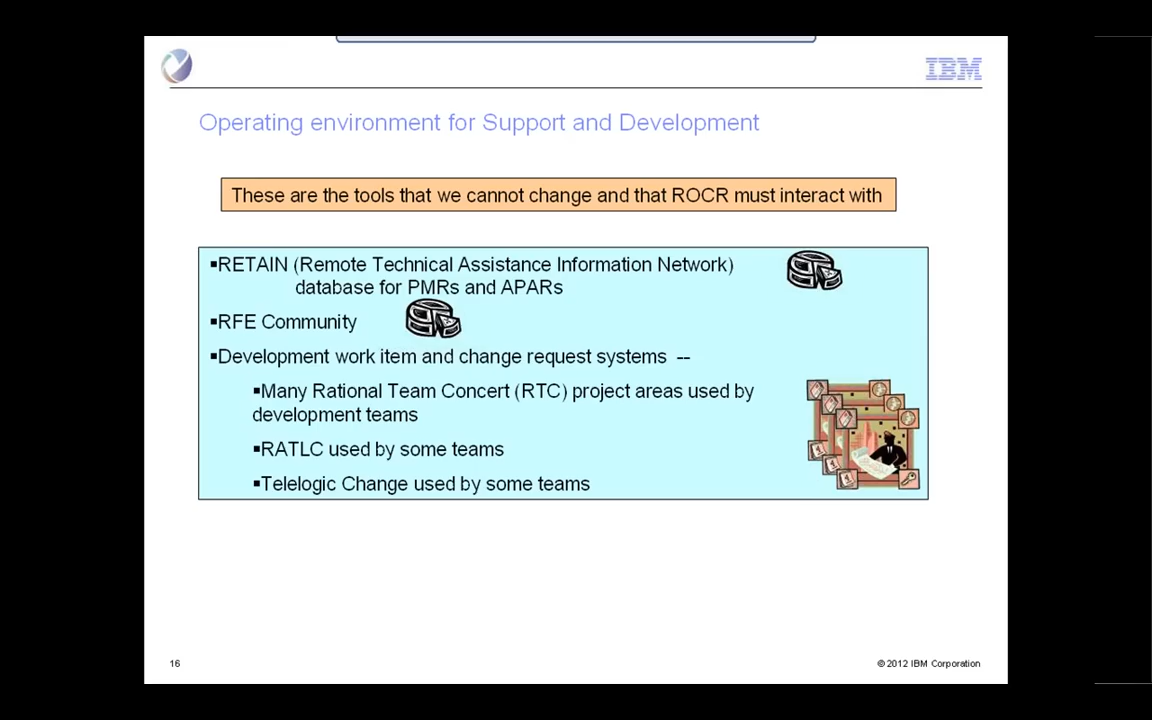 IBM
Operating environment for Support and Development
These are the tools that we cannot change and that ROCR must interact with
▪RETAIN (Remote Technical Assistance Information Network)
database for PMRs and APARs
▪RFE Community
▪Development work item and change request systems --
▪Many Rational Team Concert (RTC) project areas used by
development teams
▪RATLC used by some teams
▪Telelogic Change used by some teams
16
© 2012 IBM Corporation